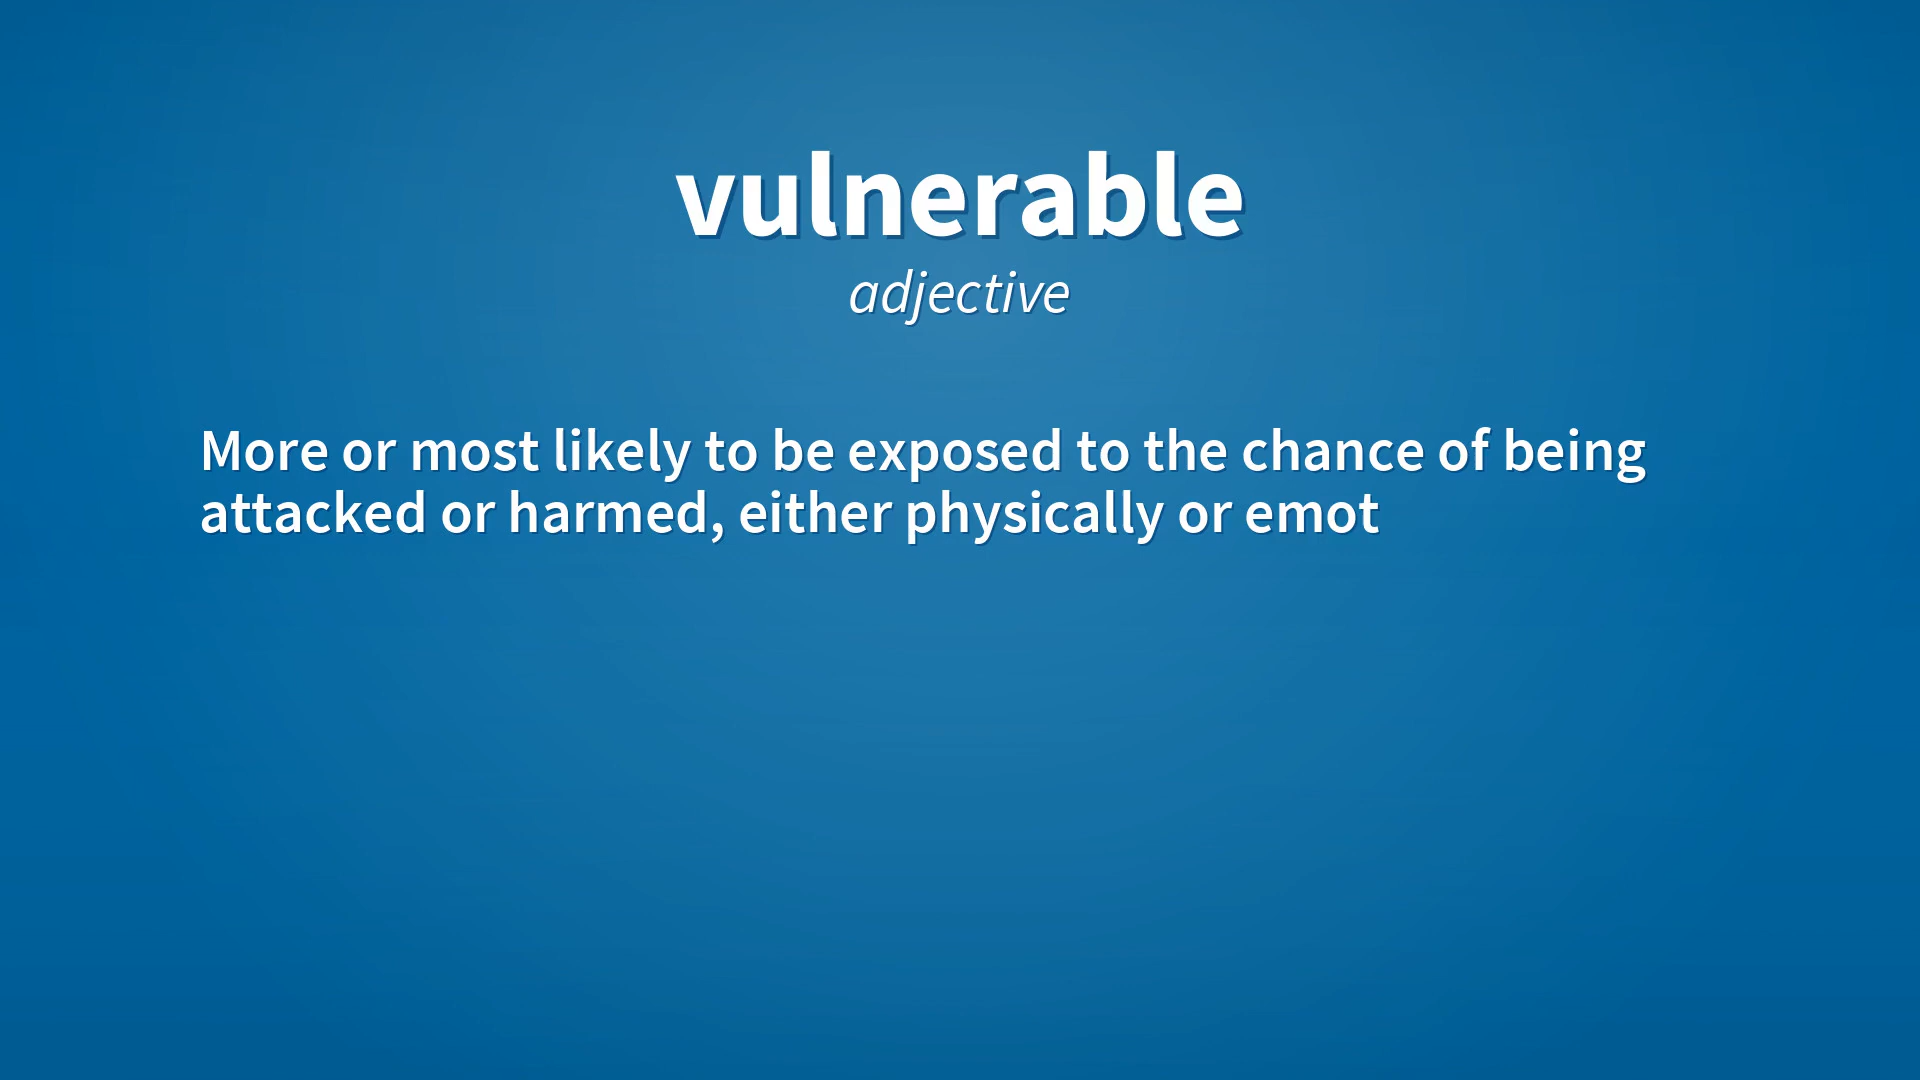 vulnerable
adjective
More or most likely to be exposed to the chance of being
attacked or harmed, either physically or emot